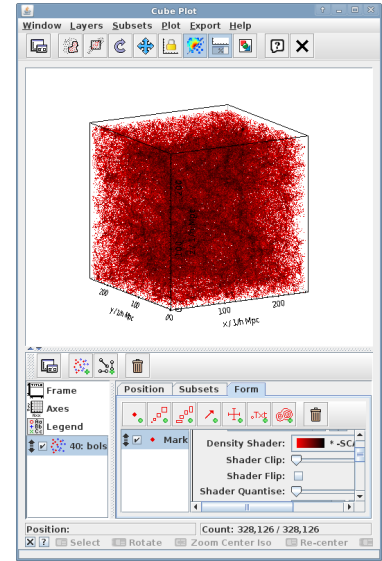 Cube Plot
Window Layers Subsets Plot Export Help
200
100
0
y / 1/h Mpc
0
100
200
x / 1/h Mpc
Frame
Axes
Legend
40: bols
Position Subsets Form
Txt
Mark
Density Shader: * -SCA
Shader Clip:
Shader Flip:
Shader Quantise:
Position: Count: 328,126 / 328,126
Select Rotate Zoom Center Iso Re-center